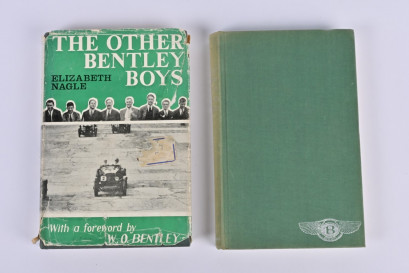 THE OTHER
BENTLEY
BOYS
ELIZABETH
NAGLE
With a foreword by
W. O. BENTLEY
B